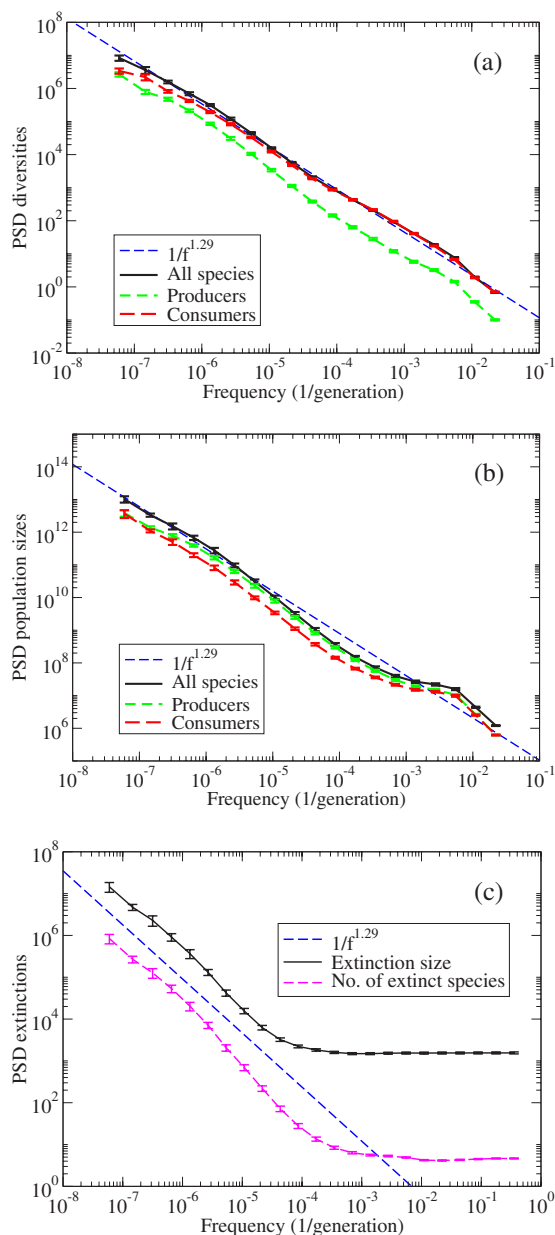 (a)
10^8
10^6
10^4
10^2
10^0
10^-2
PSD diversities
1/f^1.29
All species
Producers
Consumers
10^-8 10^-7 10^-6 10^-5 10^-4 10^-3 10^-2 10^-1
Frequency (1/generation)
(b)
10^14
10^12
10^10
10^8
10^6
PSD population sizes
1/f^1.29
All species
Producers
Consumers
10^-8 10^-7 10^-6 10^-5 10^-4 10^-3 10^-2 10^-1
Frequency (1/generation)
(c)
10^8
10^6
10^4
10^2
10^0
PSD extinctions
1/f^1.29
Extinction size
No. of extinct species
10^-8 10^-7 10^-6 10^-5 10^-4 10^-3 10^-2 10^-1 10^0
Frequency (1/generation)